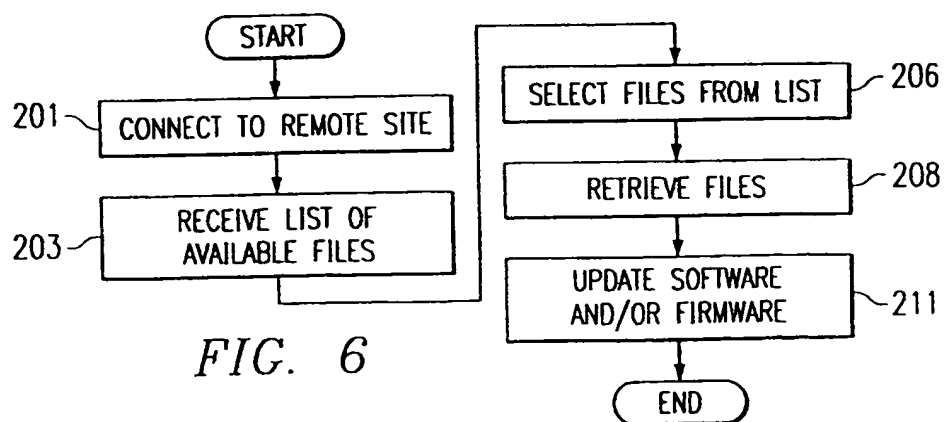 START
201
CONNECT TO REMOTE SITE
203
RECEIVE LIST OF
AVAILABLE FILES
SELECT FILES FROM LIST
206
RETRIEVE FILES
208
UPDATE SOFTWARE
AND/OR FIRMWARE
211
END
FIG. 6